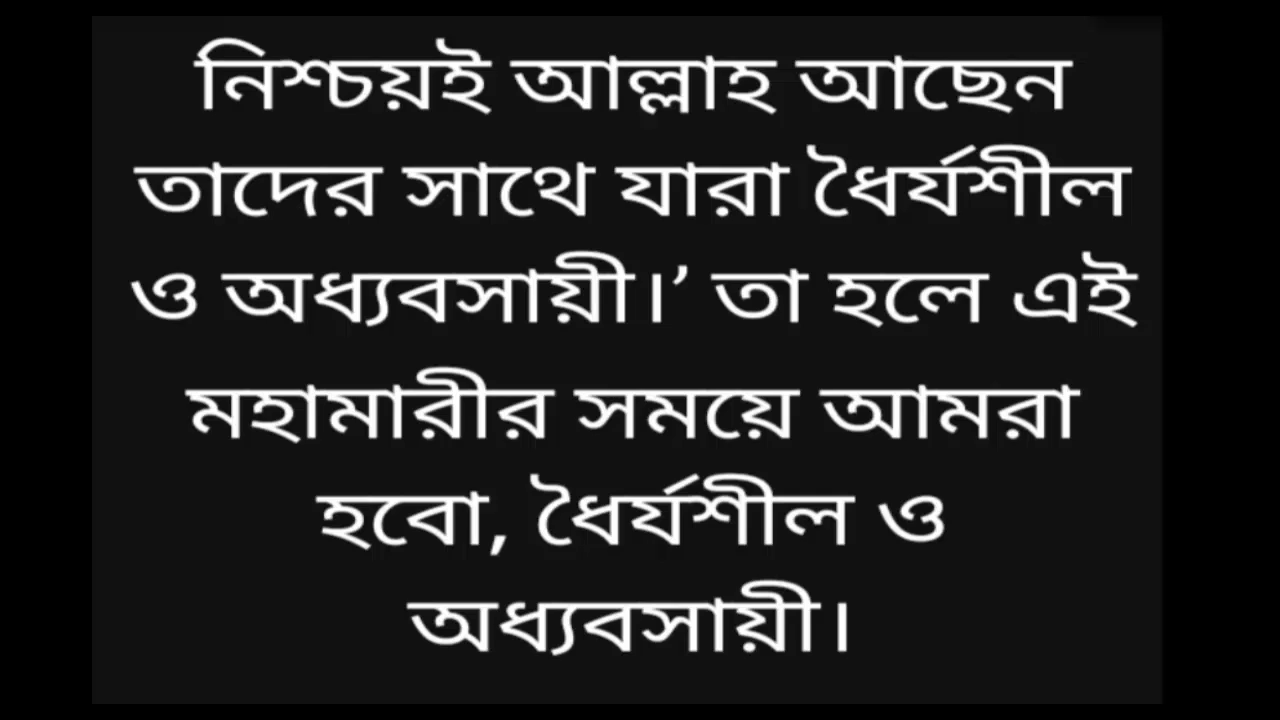 নিশ্চয়ই আল্লাহ আছেন
তাদের সাথে যারা ধৈর্যশীল
ও অধ্যবসায়ী।’ তা হলে এই
মহামারীর সময়ে আমরা
হবো, ধৈর্যশীল ও
অধ্যবসায়ী।